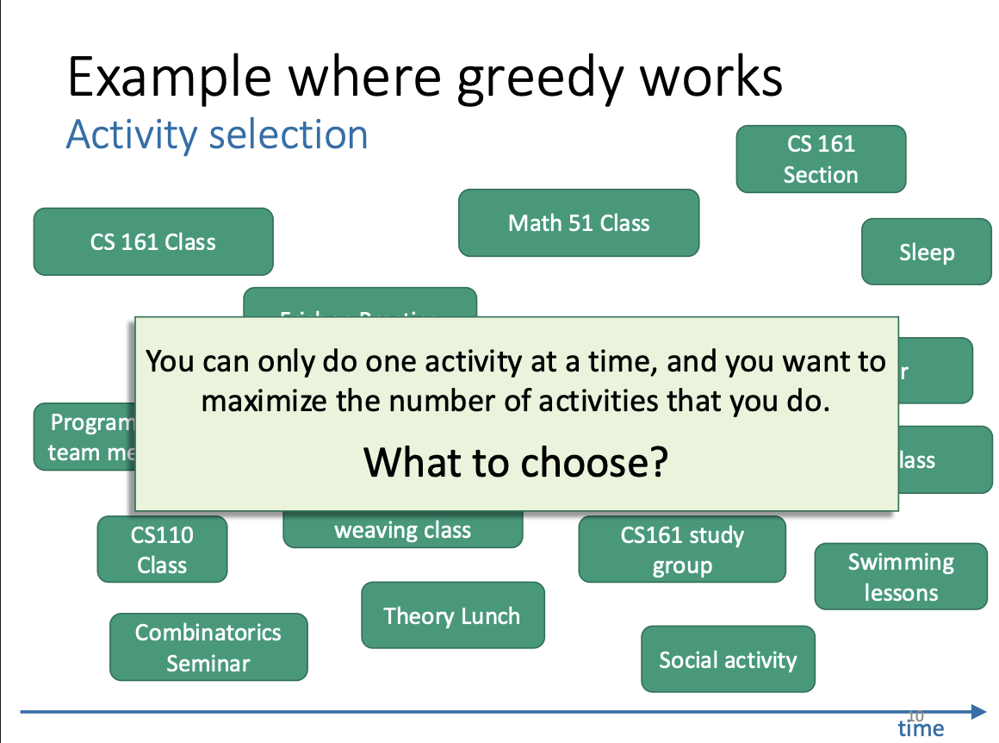 Example where greedy works
Activity selection
CS 161
Section
CS 161 Class
Math 51 Class
Sleep
You can only do one activity at a time, and you want to
maximize the number of activities that you do.
What to choose?
r
Program
team me
lass
CS110
Class
weaving class
CS161 study
group
Swimming
lessons
Theory Lunch
Combinatorics
Seminar
Social activity
10
time